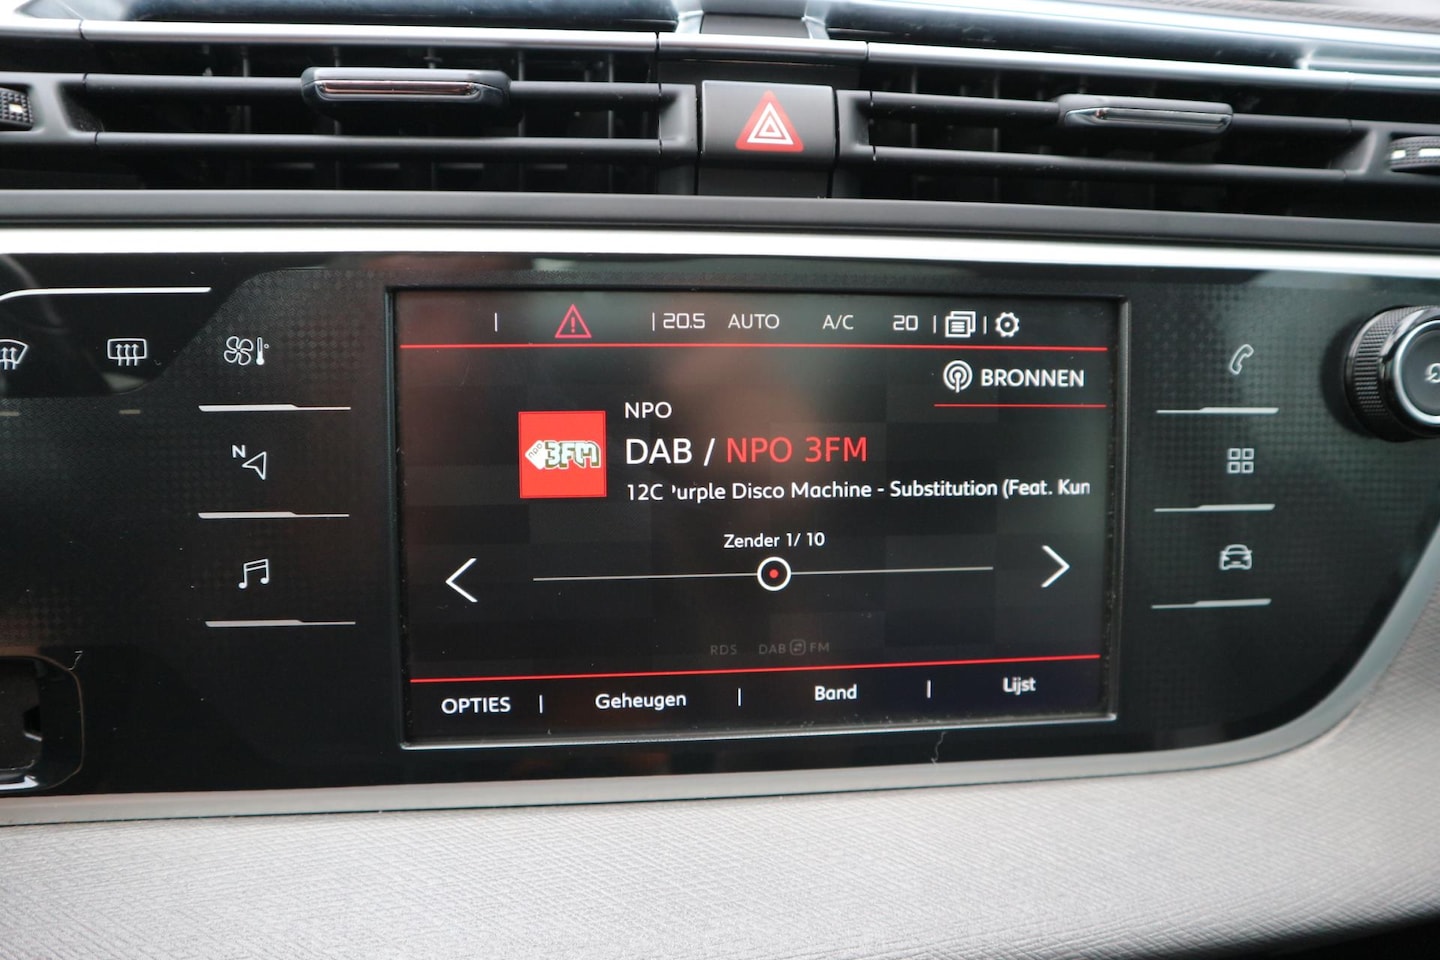 20.5 AUTO A/C 20
BRONNEN
NPO
DAB / NPO 3FM
npo 3FM
12C urple Disco Machine - Substitution (Feat. Kun
Zender 1/ 10
N
RDS DAB FM
OPTIES | Geheugen | Band | Lijst